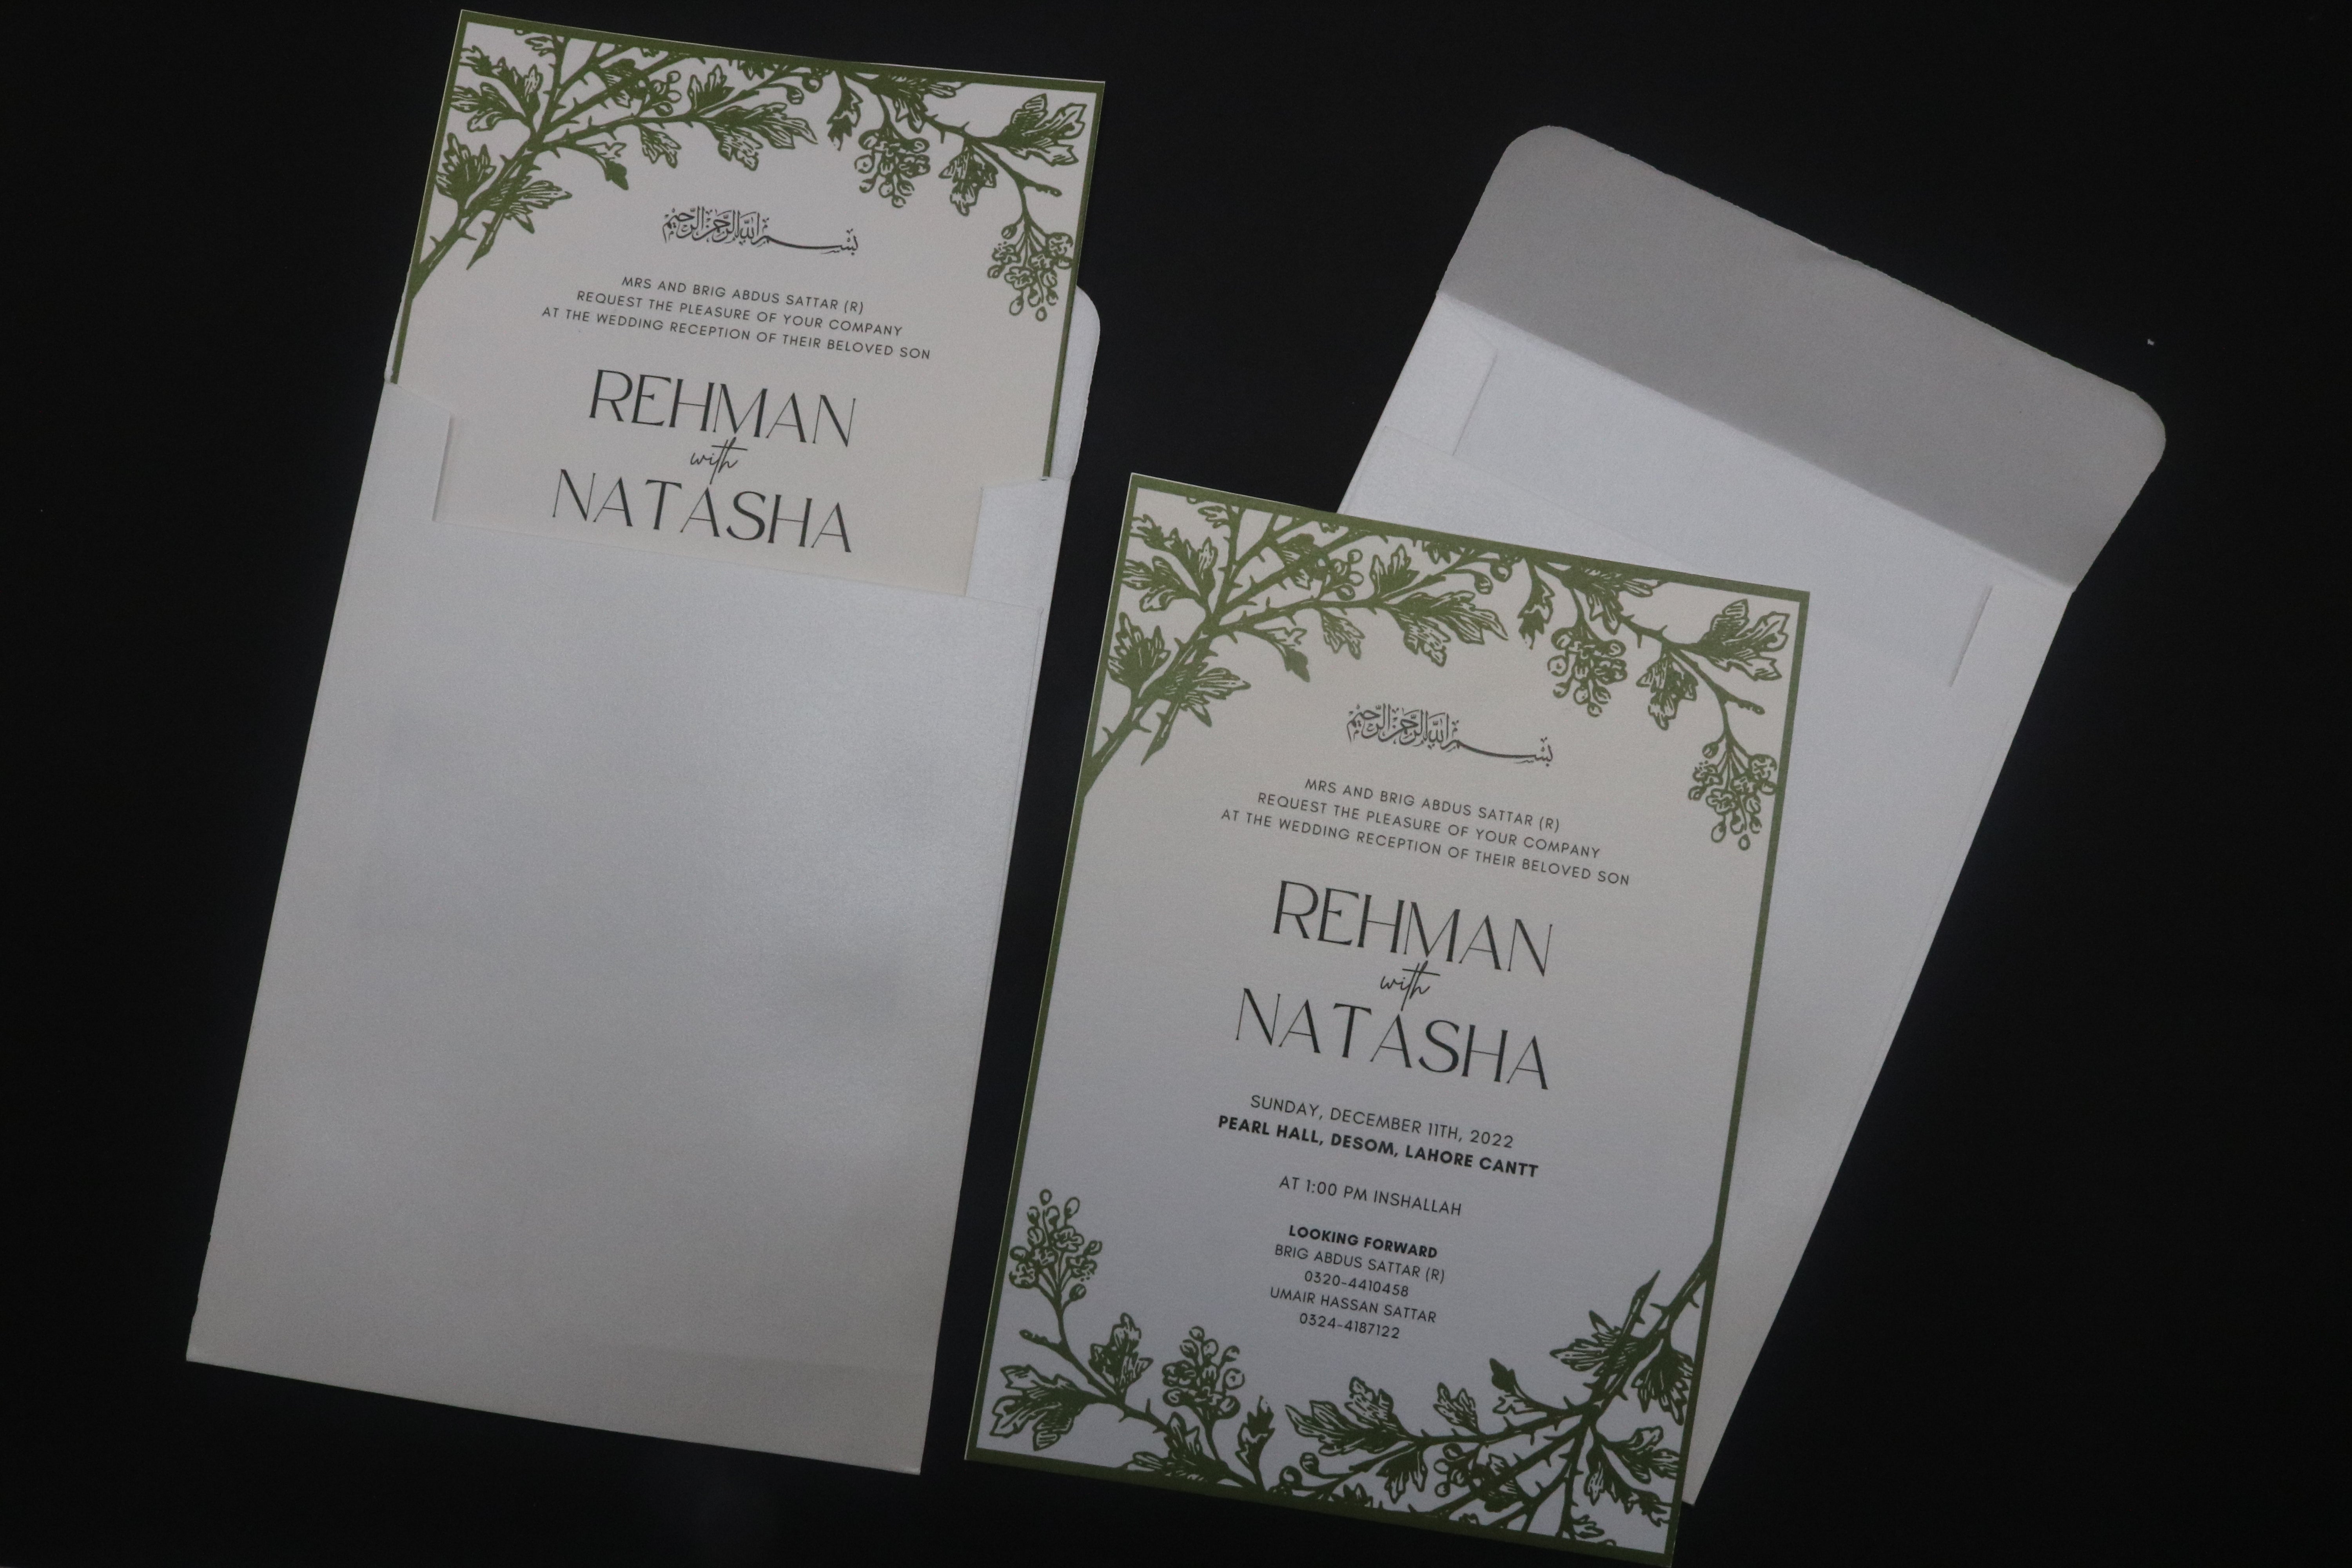 بسم الله الرحمن الرحيم
MRS AND BRIG ABDUS SATTAR (R)
REQUEST THE PLEASURE OF YOUR COMPANY
AT THE WEDDING RECEPTION OF THEIR BELOVED SON
REHMAN
with
NATASHA
بسم الله الرحمن الرحيم
MRS AND BRIG ABDUS SATTAR (R)
REQUEST THE PLEASURE OF YOUR COMPANY
AT THE WEDDING RECEPTION OF THEIR BELOVED SON
REHMAN
with
NATASHA
SUNDAY, DECEMBER 11TH, 2022
PEARL HALL, DESOM, LAHORE CANTT
AT 1:00 PM INSHALLAH
LOOKING FORWARD
BRIG ABDUS SATTAR (R)
0320-4410458
UMAIR HASSAN SATTAR
0324-4187122